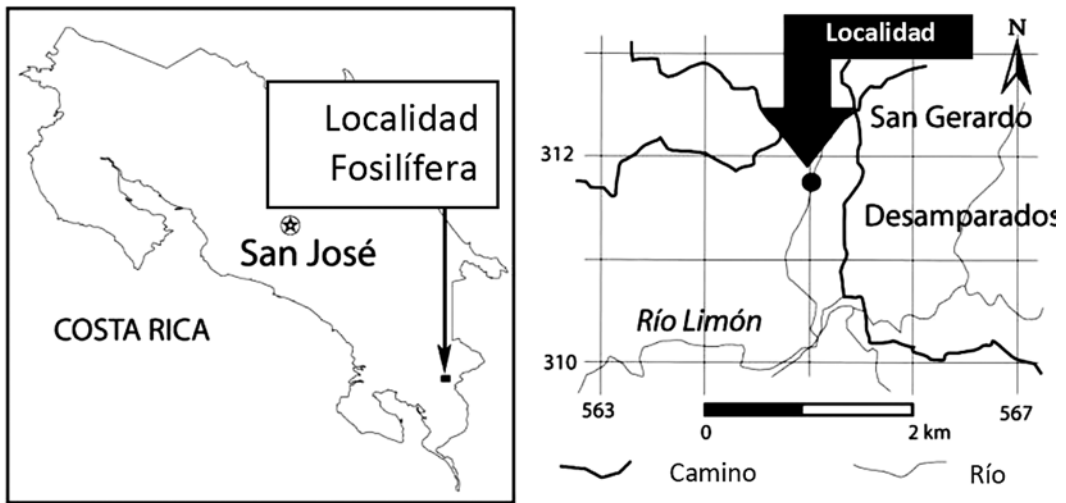 Localidad
Fosilífera
San José
COSTA RICA
Localidad
N
San Gerardo
312
Desamparados
Río Limón
310
563
567
0
2 km
Camino
Río